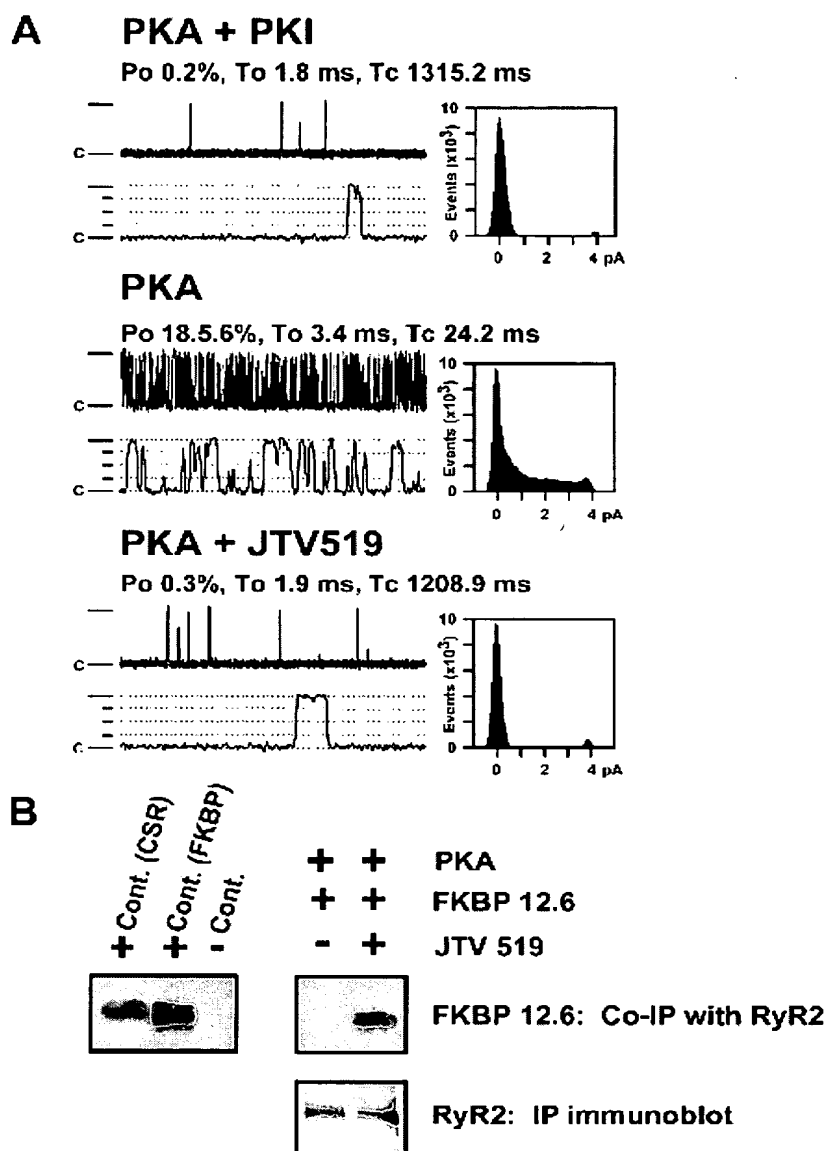 A
PKA + PKI
Po 0.2%, To 1.8 ms, Tc 1315.2 ms
c
c
Events (x10³)
10
0
0 2 4 pA
PKA
Po 18.5.6%, To 3.4 ms, Tc 24.2 ms
c
c
Events (x10³)
10
0
0 2 4 pA
PKA + JTV519
Po 0.3%, To 1.9 ms, Tc 1208.9 ms
c
c
Events (x10³)
10
0
0 2 4 pA
B
+ Cont. (CSR)
+ Cont. (FKBP)
- Cont.
+ + PKA
+ + FKBP 12.6
- + JTV 519
FKBP 12.6: Co-IP with RyR2
RyR2: IP immunoblot